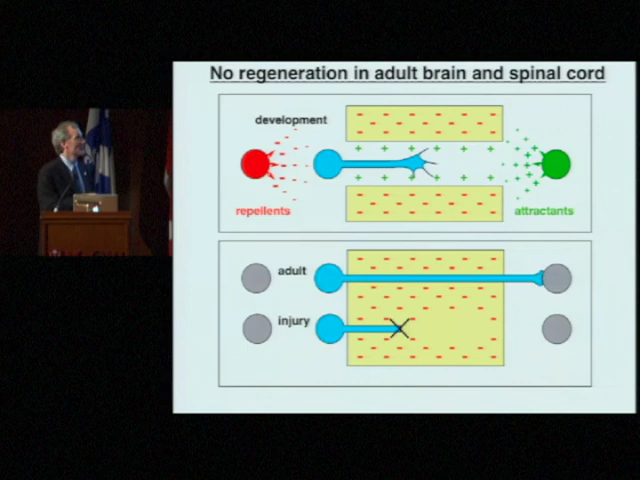 No regeneration in adult brain and spinal cord
development
repellents
attractants
adult
injury